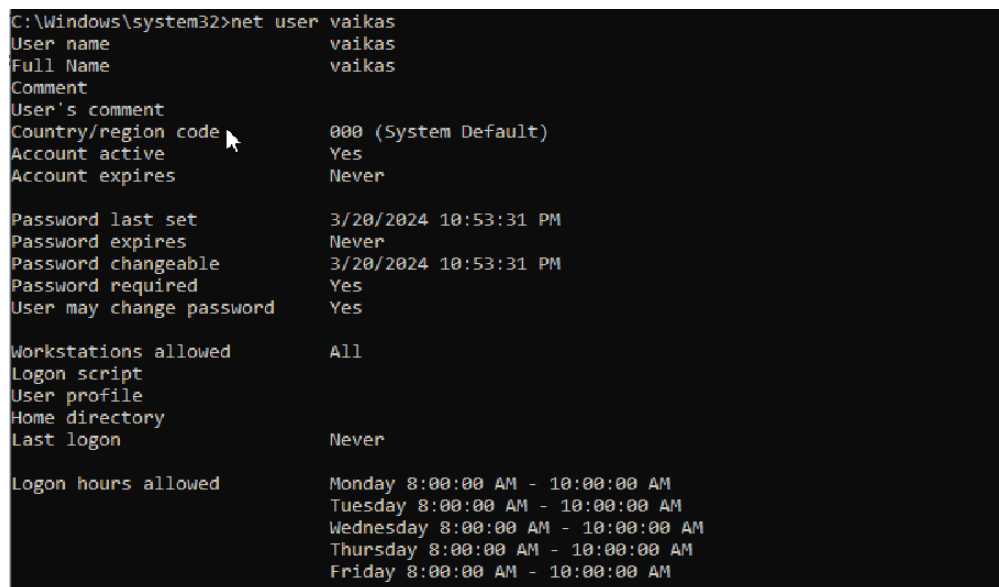 C:\Windows\system32>net user vaikas
User name vaikas
Full Name vaikas
Comment
User's comment
Country/region code 000 (System Default)
Account active Yes
Account expires Never
Password last set 3/20/2024 10:53:31 PM
Password expires Never
Password changeable 3/20/2024 10:53:31 PM
Password required Yes
User may change password Yes
Workstations allowed All
Logon script
User profile
Home directory
Last logon Never
Logon hours allowed Monday 8:00:00 AM - 10:00:00 AM
Tuesday 8:00:00 AM - 10:00:00 AM
Wednesday 8:00:00 AM - 10:00:00 AM
Thursday 8:00:00 AM - 10:00:00 AM
Friday 8:00:00 AM - 10:00:00 AM